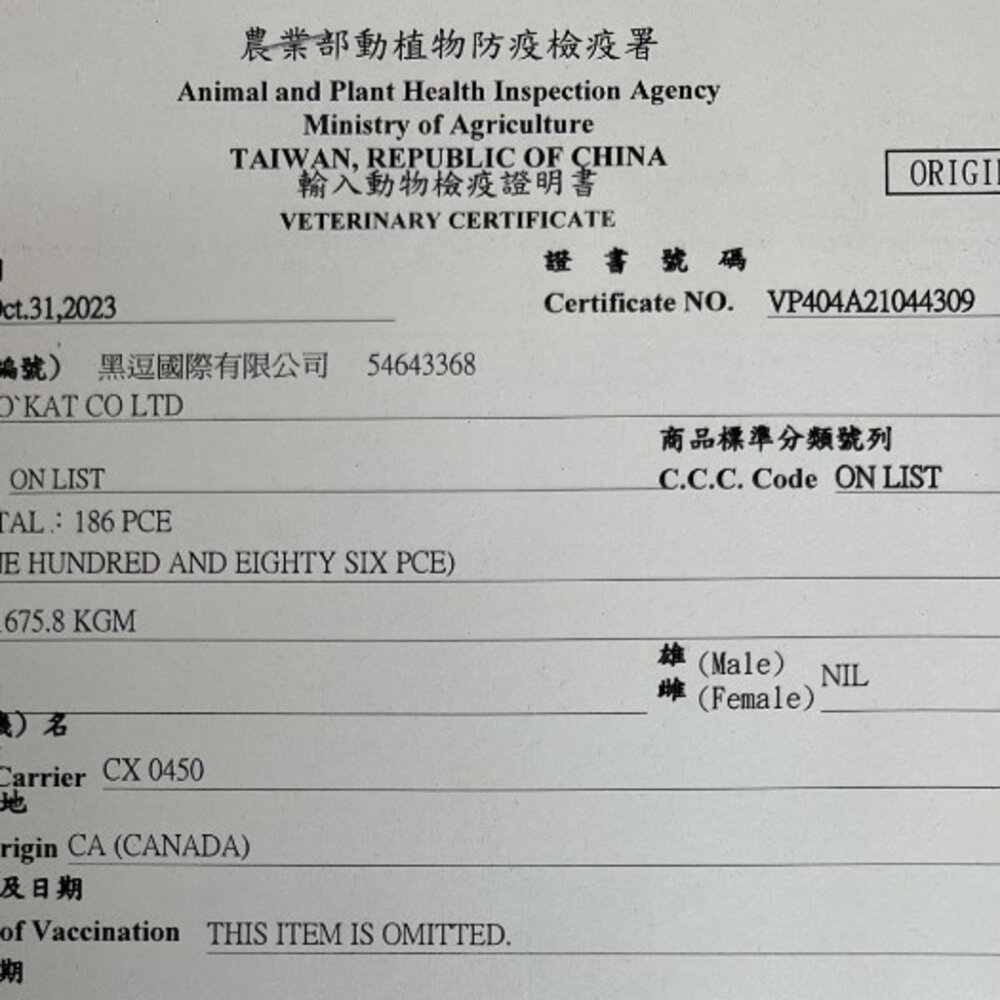 農業部動植物防疫檢疫署
Animal and Plant Health Inspection Agency
Ministry of Agriculture
TAIWAN, REPUBLIC OF CHINA
輸入動物檢疫證明書
ORIGI
VETERINARY CERTIFICATE
證書號碼
Oct.31,2023
Certificate NO. VP404A21044309
編號） 黑逗國際有限公司 54643368
O`KAT CO LTD
商品標準分類號列
ON LIST
C.C.C. Code ON LIST
TAL：186 PCE
NE HUNDRED AND EIGHTY SIX PCE)
675.8 KGM
雄 (Male)
雌 (Female) NIL
機）名
Carrier CX 0450
地
rigin CA (CANADA)
及日期
of Vaccination THIS ITEM IS OMITTED.
期